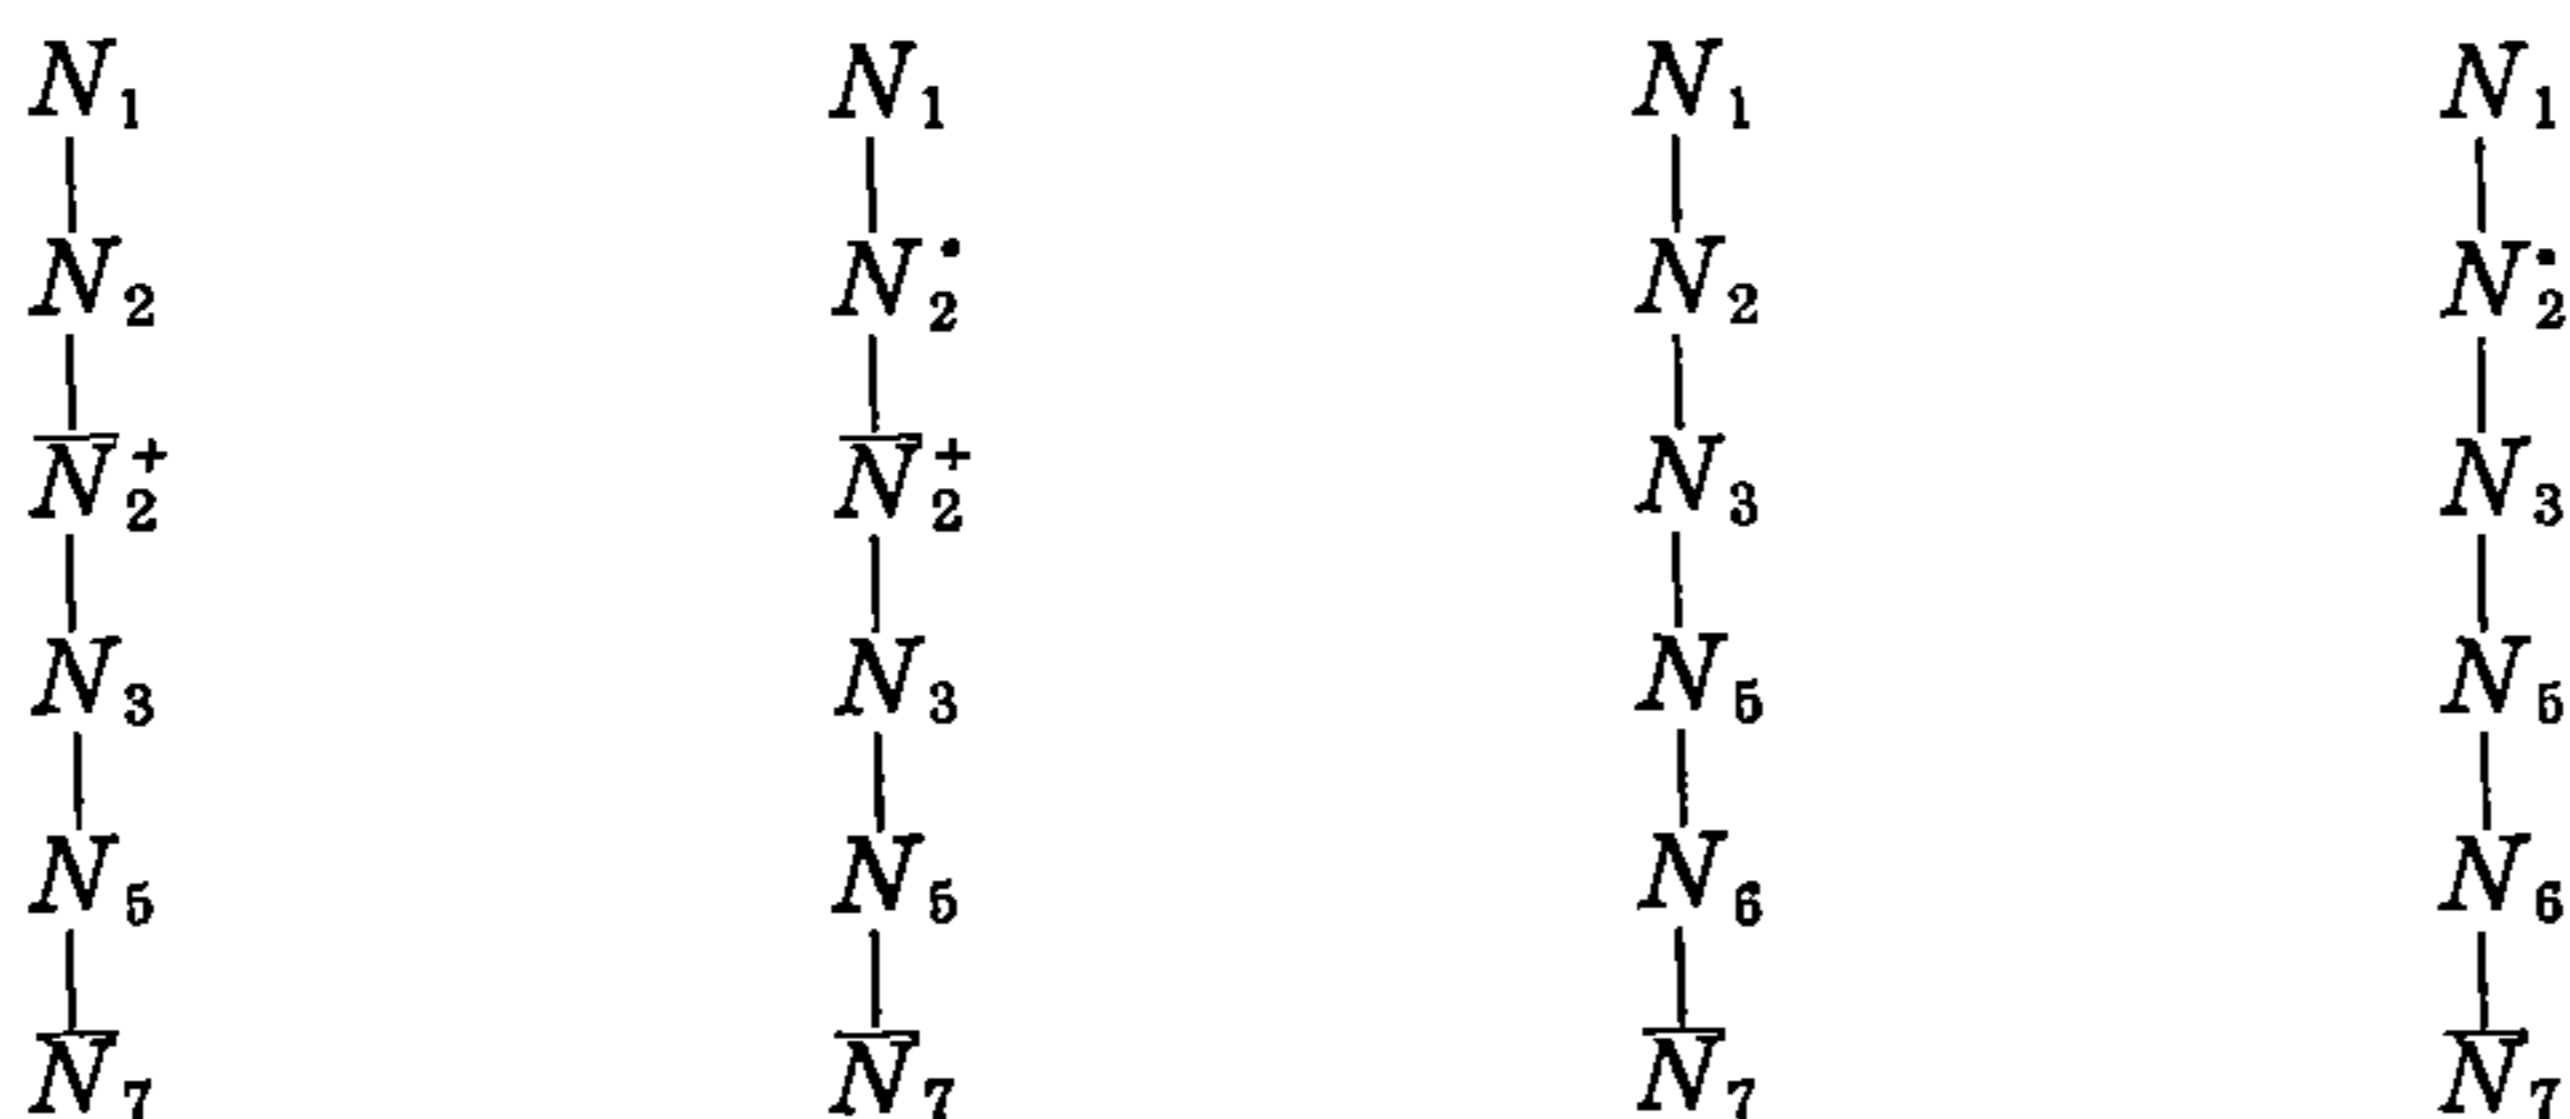 N₁ N₁ N₁ N₁
N₂ N₂• N₂ N₂•
N̅₂⁺ N̅₂⁺ N₃ N₃
N₃ N₃ N₅ N₅
N₅ N₅ N₆ N₆
N̅₇ N̅₇ N̅₇ N̅₇